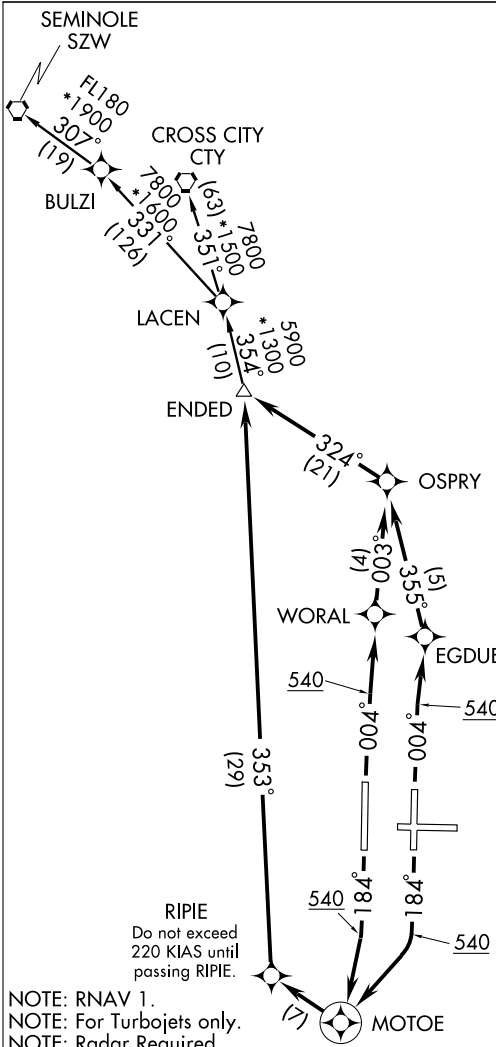 SEMINOLE
SZW
FL180
*1900
307°
(19)
BULZI
CROSS CITY
CTY
7800
*1600
331°
(126)
(63)
7800
*1500
351°
LACEN
5900
*1300
354°
(10)
ENDED
324°
(21)
OSPRY
(4)
003°
(5)
355°
WORAL
EGDUE
540
004°
540
004°
353°
(29)
184°
184°
540
540
RIPIE
Do not exceed
220 KIAS until
passing RIPIE.
(7)
MOTOE
NOTE: RNAV 1.
NOTE: For Turbojets only.
NOTE: Radar Required